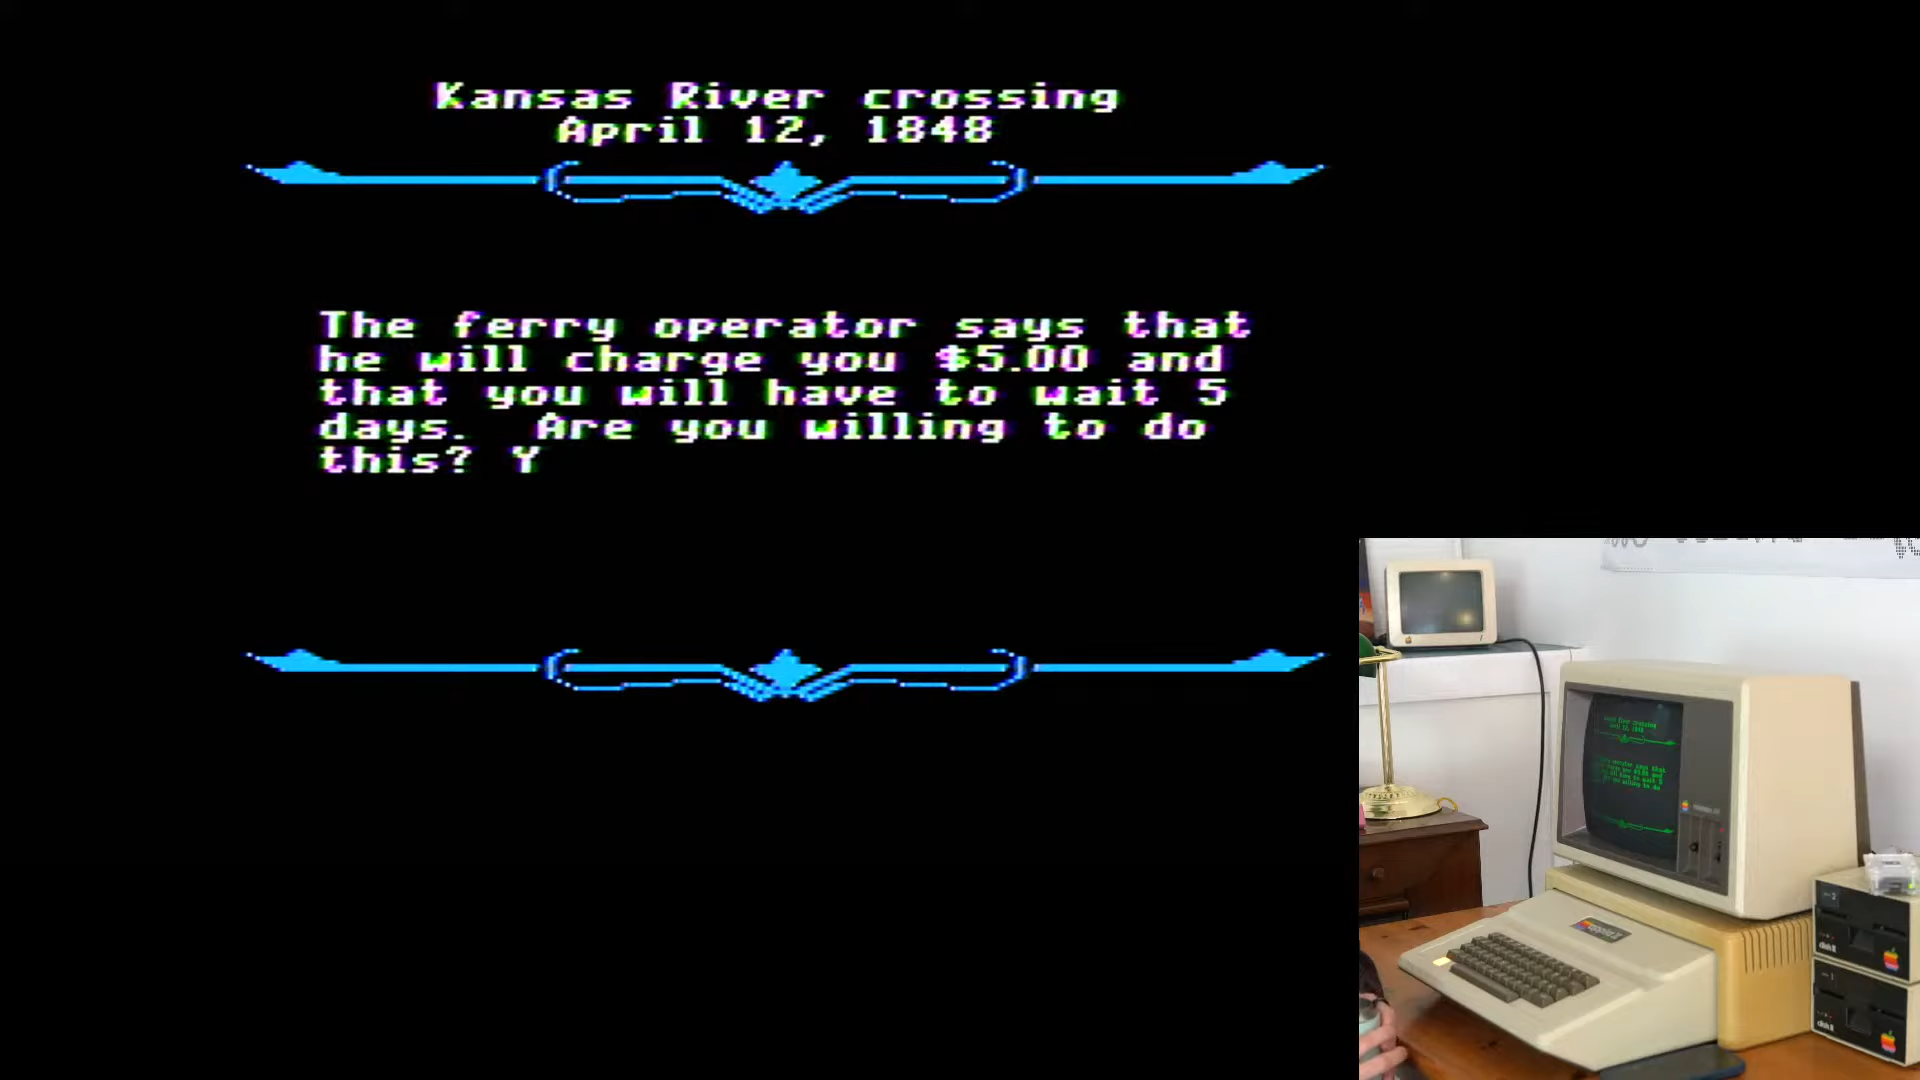 Kansas River crossing
April 12, 1848
The ferry operator says that
he will charge you $5.00 and
that you will have to wait 5
days.  Are you willing to do
this? Y